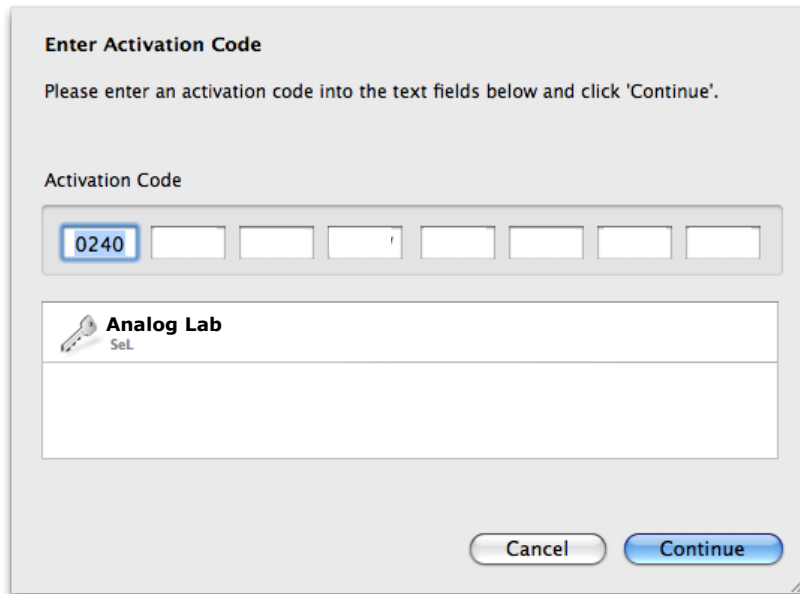 Enter Activation Code
Please enter an activation code into the text fields below and click 'Continue'.
Activation Code
0240
Analog Lab
SeL
Cancel Continue